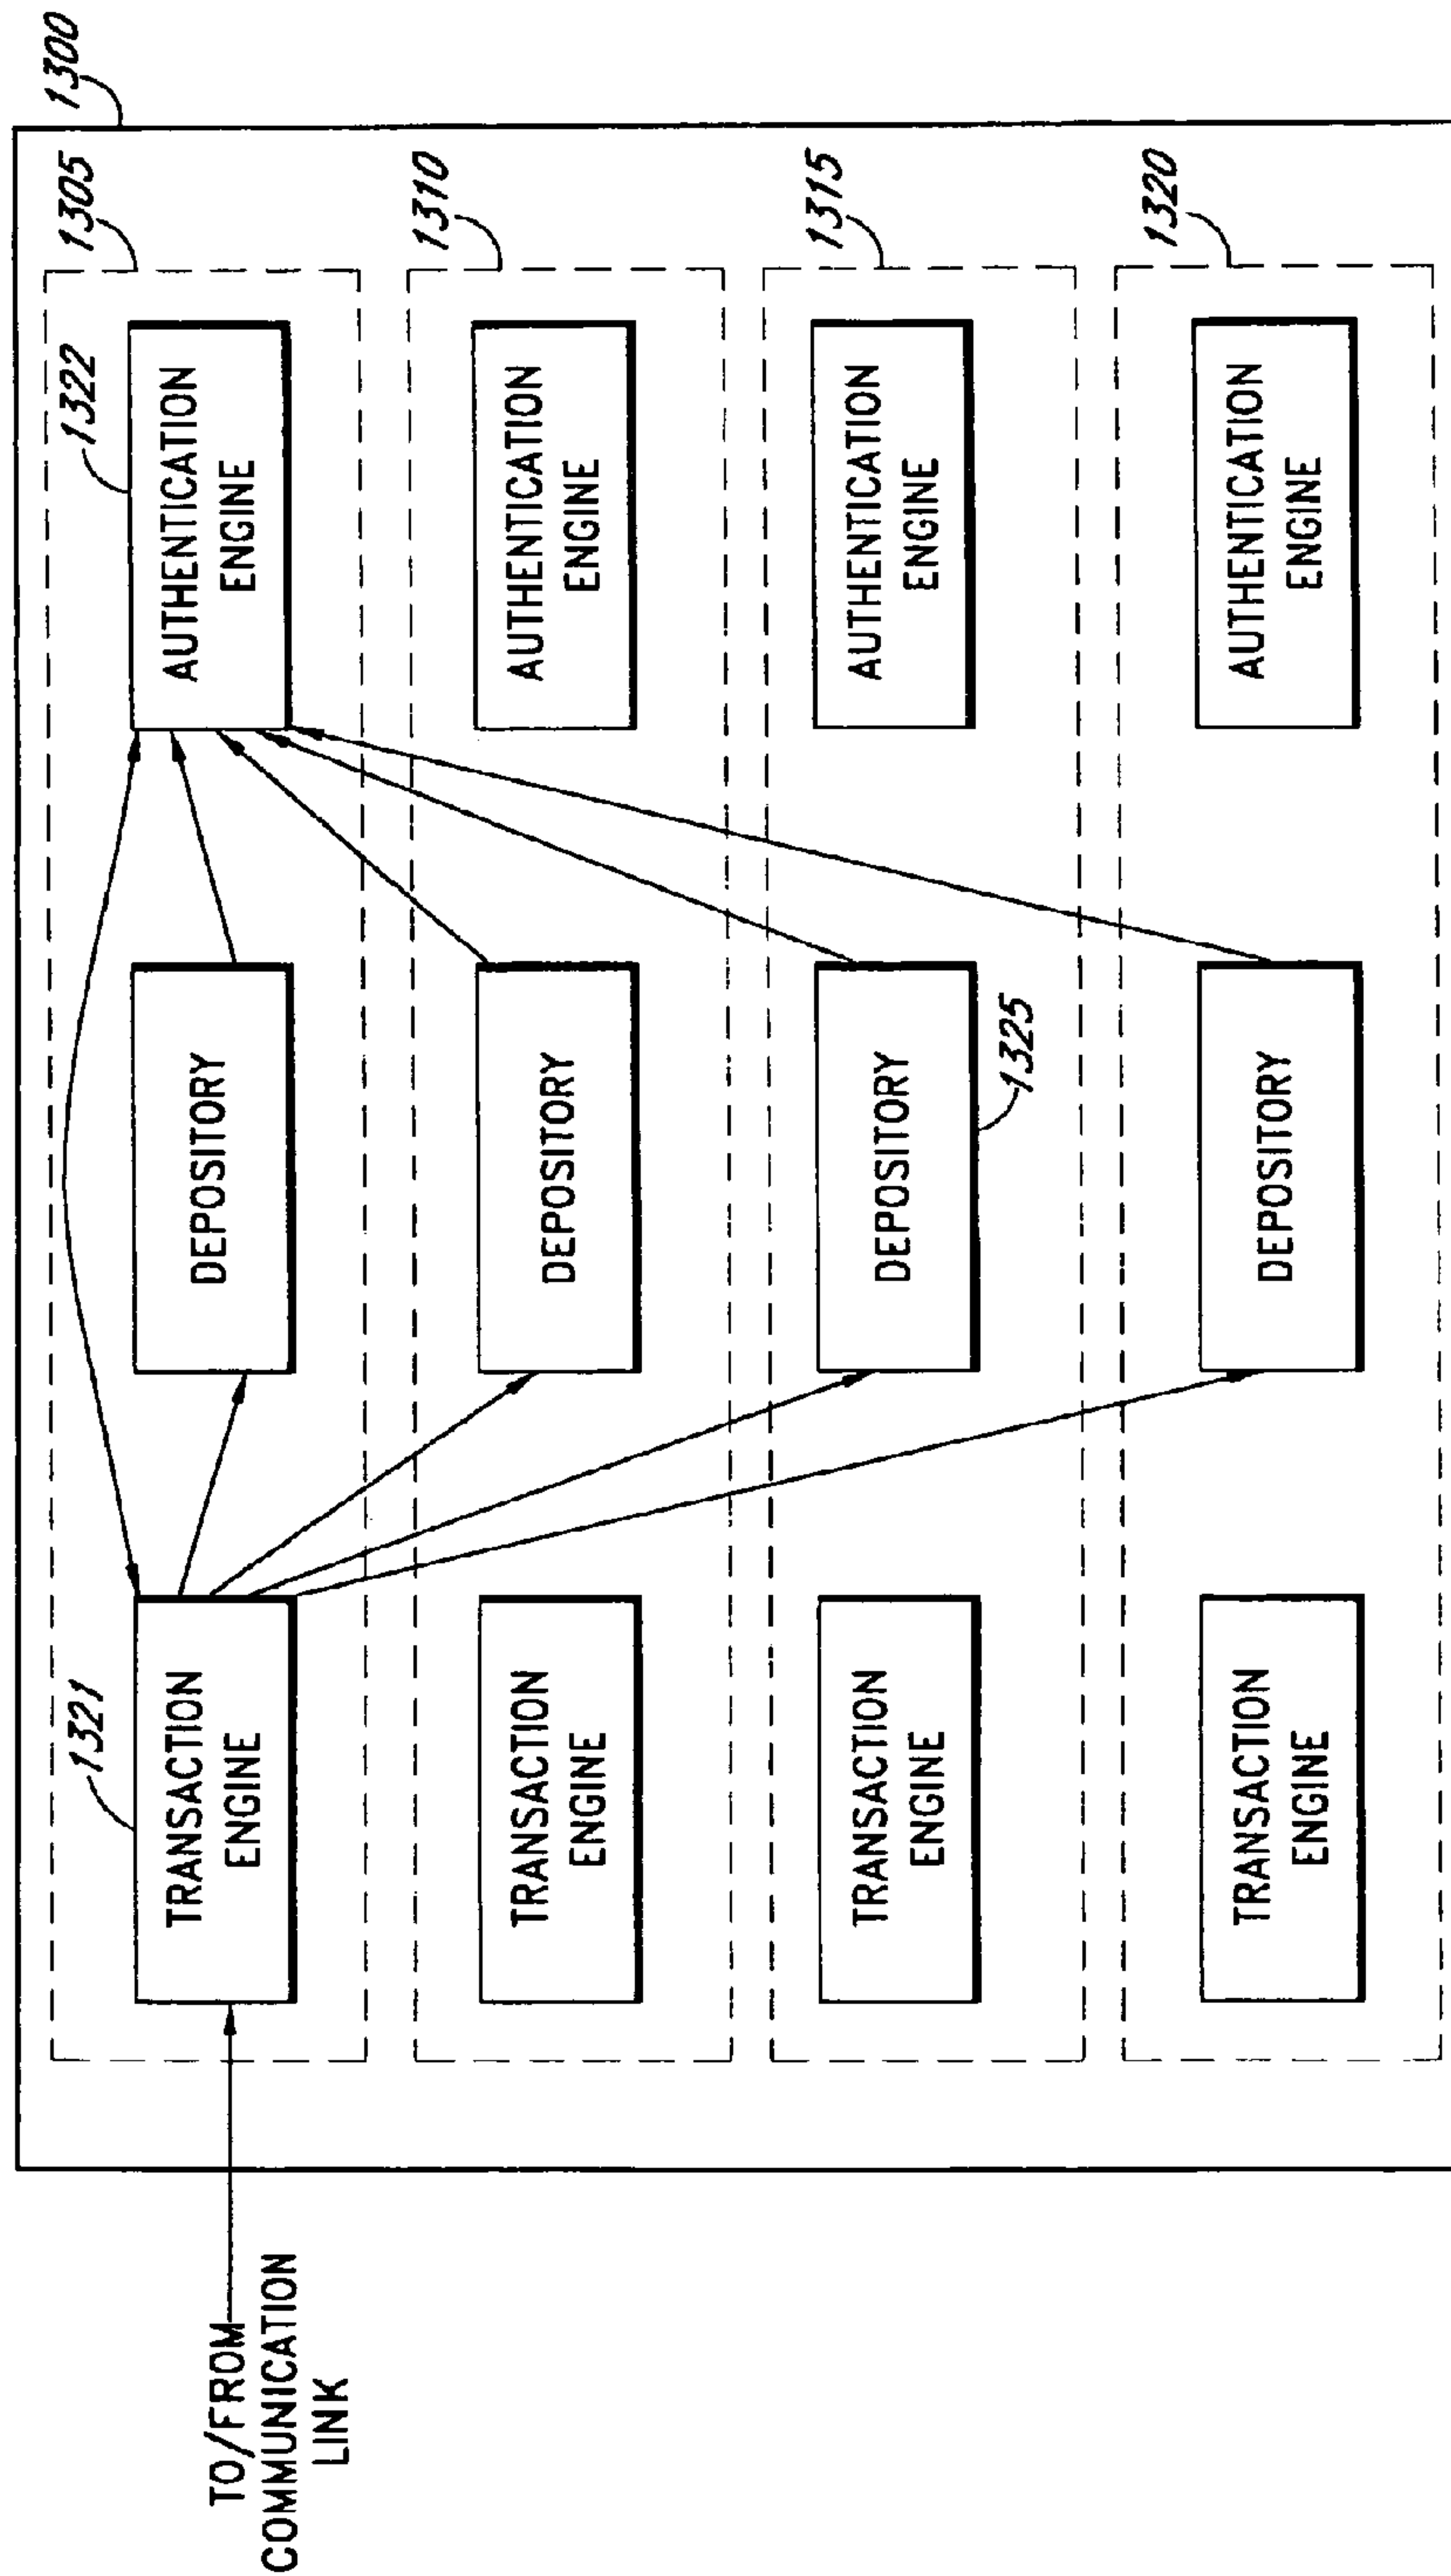 1300
1305
1321
1322
TO/FROM
COMMUNICATION
LINK
TRANSACTION
ENGINE
DEPOSITORY
AUTHENTICATION
ENGINE
1310
TRANSACTION
ENGINE
DEPOSITORY
AUTHENTICATION
ENGINE
1315
TRANSACTION
ENGINE
DEPOSITORY
1325
AUTHENTICATION
ENGINE
1320
TRANSACTION
ENGINE
DEPOSITORY
AUTHENTICATION
ENGINE